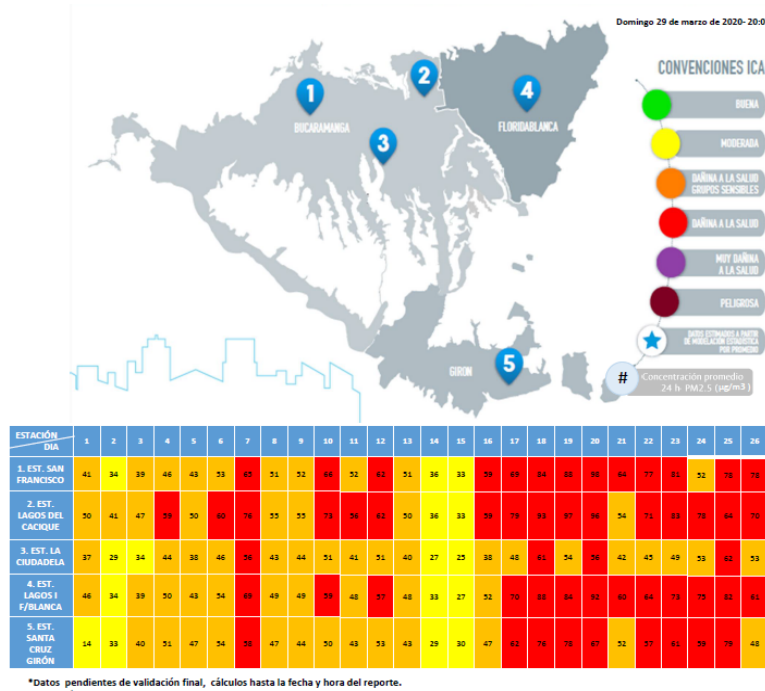 Domingo 29 de marzo de 2020- 20:0
CONVENCIONES ICA
1
2
3
4
5
BUCARAMANGA
FLORIDABLANCA
GIRON
BUENA
MODERADA
DAÑINA A LA SALUD
GRUPOS SENSIBLES
DAÑINA A LA SALUD
MUY DAÑINA
A LA SALUD
PELIGROSA
DATOS ESTIMADOS A PARTIR
DE MODELACIÓN ESTADISTICA
POR PROMEDIO
# Concentración promedio
24 h PM2.5 (µg/m3 )
ESTACIÓN
DIA
1 2 3 4 5 6 7 8 9 10 11 12 13 14 15 16 17 18 19 20 21 22 23 24 25 26
1. EST. SAN
FRANCISCO
41 34 39 46 43 53 65 51 52 66 52 62 51 36 33 59 69 84 88 98 64 77 81 52 78 78
2. EST.
LAGOS DEL
CACIQUE
50 41 47 59 50 60 76 55 55 73 56 62 50 36 33 59 79 93 97 96 54 71 83 78 64 70
3. EST. LA
CIUDADELA
37 29 34 44 38 46 56 43 44 51 41 51 40 27 25 38 48 61 54 56 42 45 49 53 62 53
4. EST.
LAGOS I
F/BLANCA
46 34 39 50 43 54 69 49 49 59 48 57 48 33 27 52 70 88 84 92 60 64 73 75 82 61
5. EST.
SANTA
CRUZ
GIRÓN
14 33 40 51 47 54 58 47 44 50 43 53 43 29 30 47 62 76 78 67 52 57 61 59 79 48
*Datos pendientes de validación final, cálculos hasta la fecha y hora del reporte.